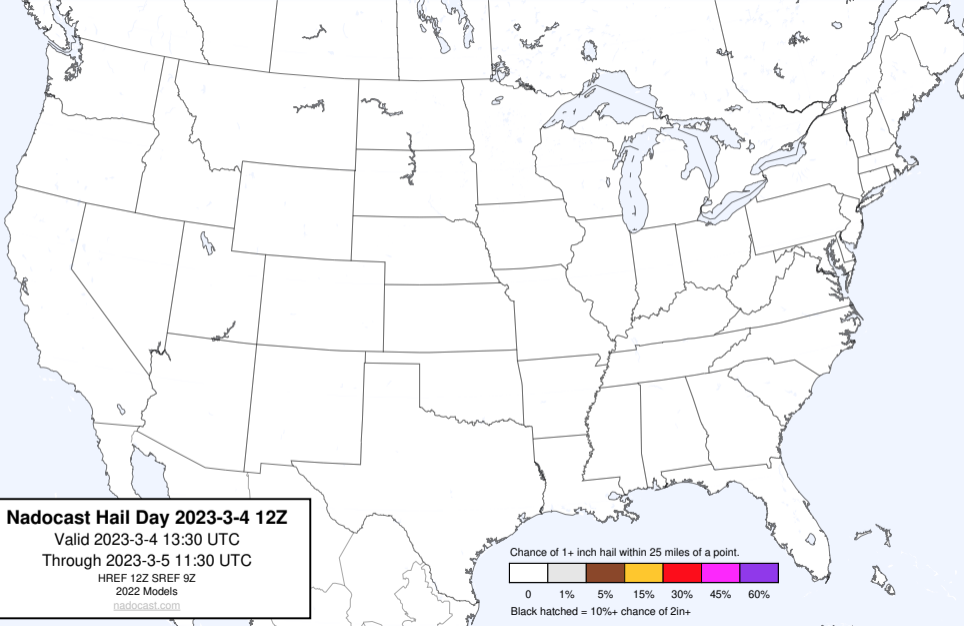 Nadocast Hail Day 2023-3-4 12Z
Valid 2023-3-4 13:30 UTC
Through 2023-3-5 11:30 UTC
HREF 12Z SREF 9Z
2022 Models
nadocast.com
Chance of 1+ inch hail within 25 miles of a point.
0 1% 5% 15% 30% 45% 60%
Black hatched = 10%+ chance of 2in+